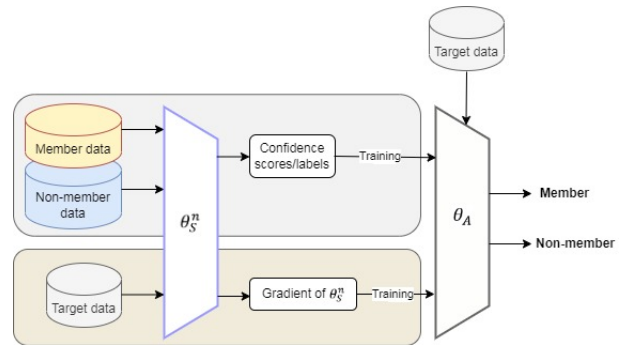 Target data
Member data
Non-member
data
θ_S^n
Confidence
scores/labels
Training
θ_A
Member
Non-member
Target data
Gradient of θ_S^n
Training